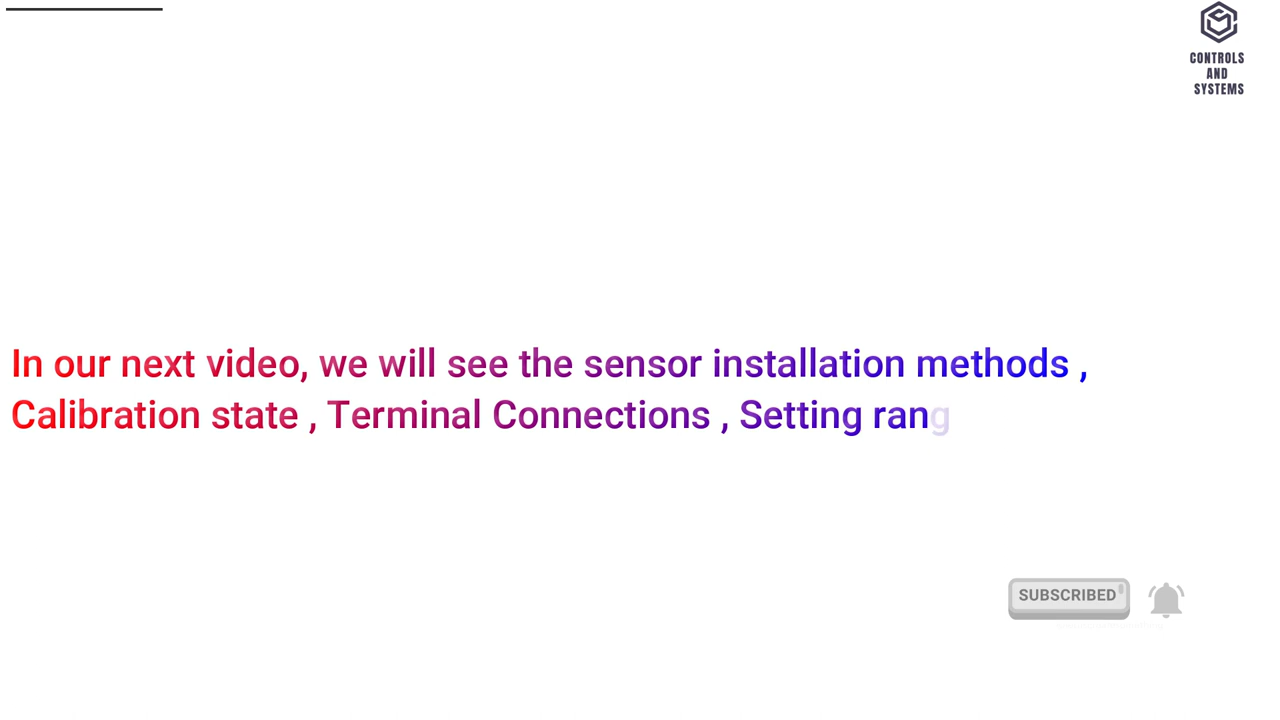 CONTROLS
AND
SYSTEMS
In our next video, we will see the sensor installation methods ,
Calibration state , Terminal Connections , Setting rang
SUBSCRIBED